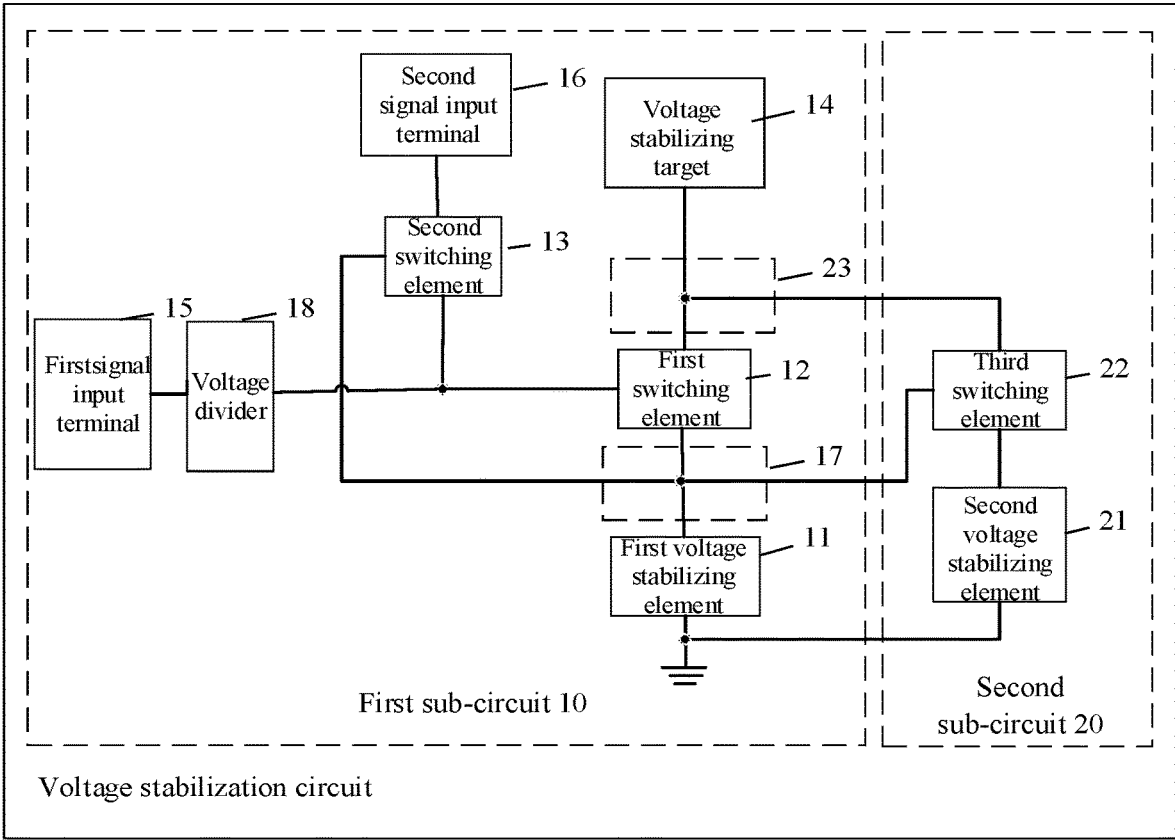 Second
signal input
terminal
16
Voltage
stabilizing
target
14
Second
switching
element
13
23
15
18
Firstsignal
input
terminal
Voltage
divider
First
switching
element
12
Third
switching
element
22
17
First voltage
stabilizing
element
11
Second
voltage
stabilizing
element
21
First sub-circuit 10
Second
sub-circuit 20
Voltage stabilization circuit